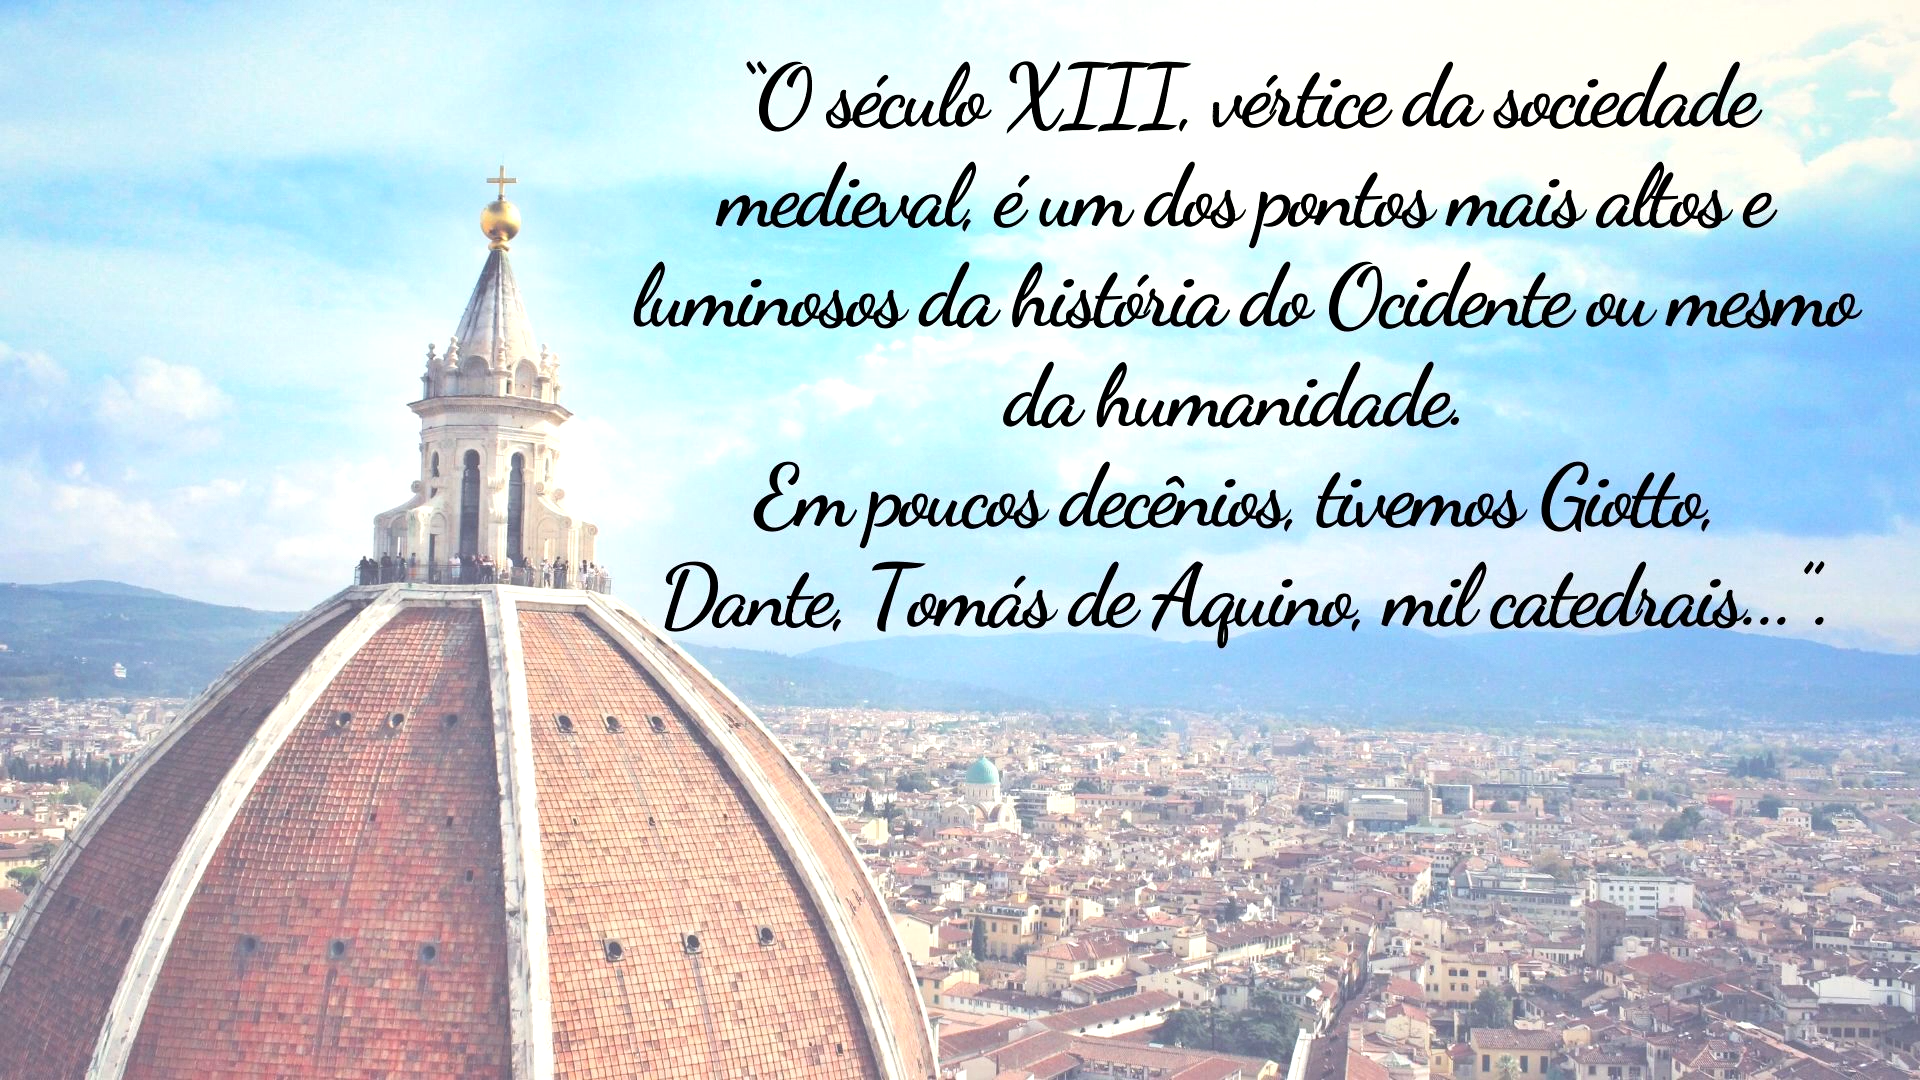 “O século XIII, vértice da sociedade
medieval, é um dos pontos mais altos e
luminosos da história do Ocidente ou mesmo
da humanidade.
Em poucos decênios, tivemos Giotto,
Dante, Tomás de Aquino, mil catedrais...”.